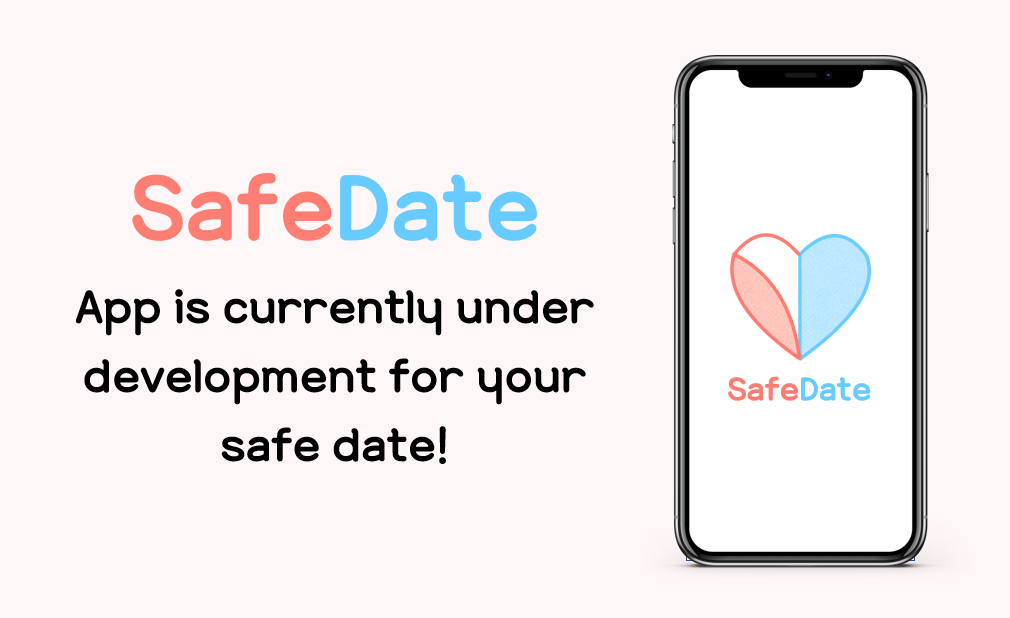 SafeDate
App is currently under
development for your
safe date!
SafeDate